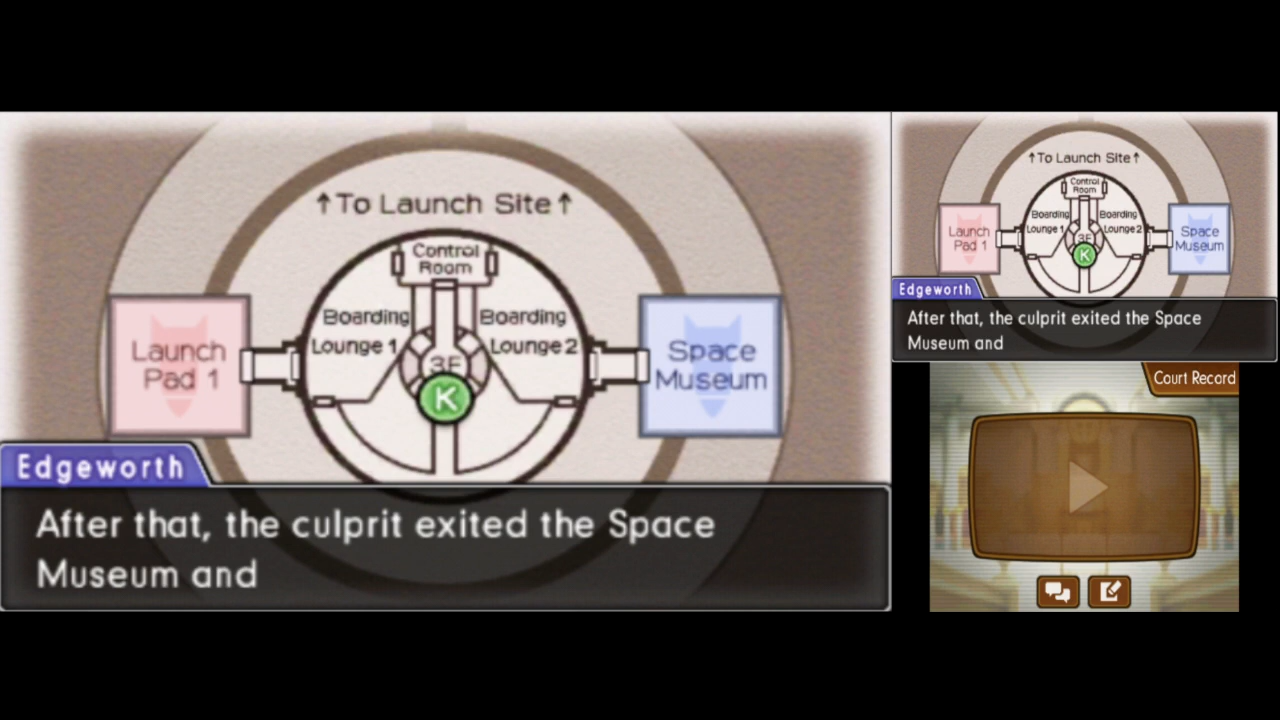 ↑To Launch Site↑
Control
Room
Boarding
Lounge 1
Boarding
Lounge 2
3F
K
Launch
Pad 1
Space
Museum
Edgeworth
After that, the culprit exited the Space
Museum and
↑To Launch Site↑
Control
Room
Boarding
Lounge 1
Boarding
Lounge 2
3F
K
Launch
Pad 1
Space
Museum
Edgeworth
After that, the culprit exited the Space
Museum and
Court Record